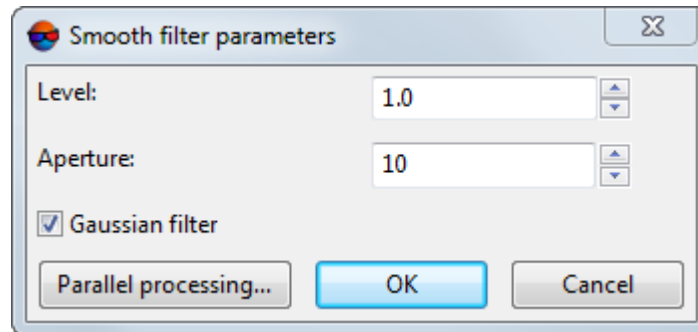 Smooth filter parameters
Level: 1.0
Aperture: 10
Gaussian filter
Parallel processing... OK Cancel